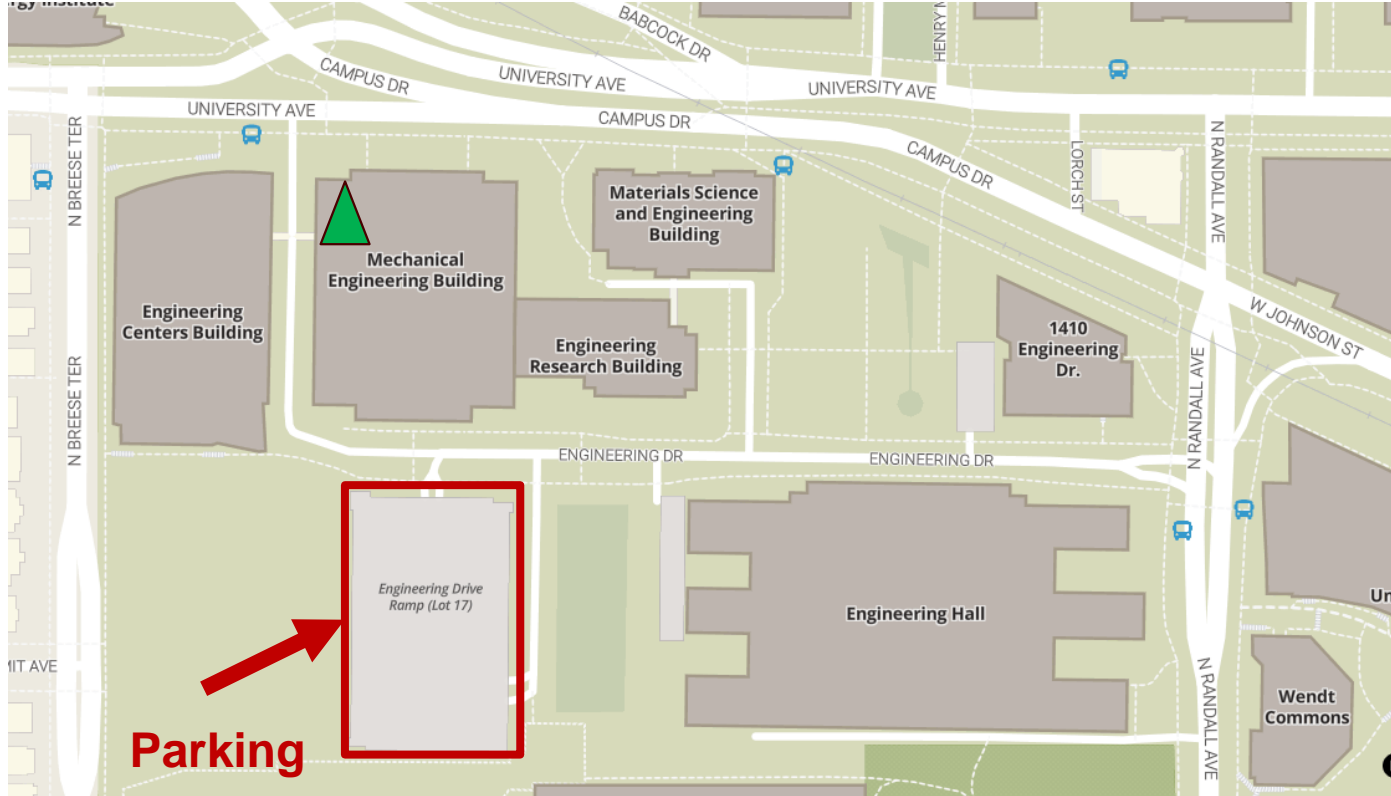 rgy Institute
BABCOCK DR
HENRY M
CAMPUS DR
UNIVERSITY AVE
UNIVERSITY AVE
UNIVERSITY AVE
CAMPUS DR
CAMPUS DR
N BREESE TER
LORCH ST
N RANDALL AVE
Materials Science
and Engineering
Building
Mechanical
Engineering Building
Engineering
Centers Building
Engineering
Research Building
1410
Engineering
Dr.
W JOHNSON ST
N BREESE TER
N RANDALL AVE
ENGINEERING DR
ENGINEERING DR
Engineering Drive
Ramp (Lot 17)
Engineering Hall
Un
MIT AVE
N RANDALL AVE
Wendt
Commons
Parking